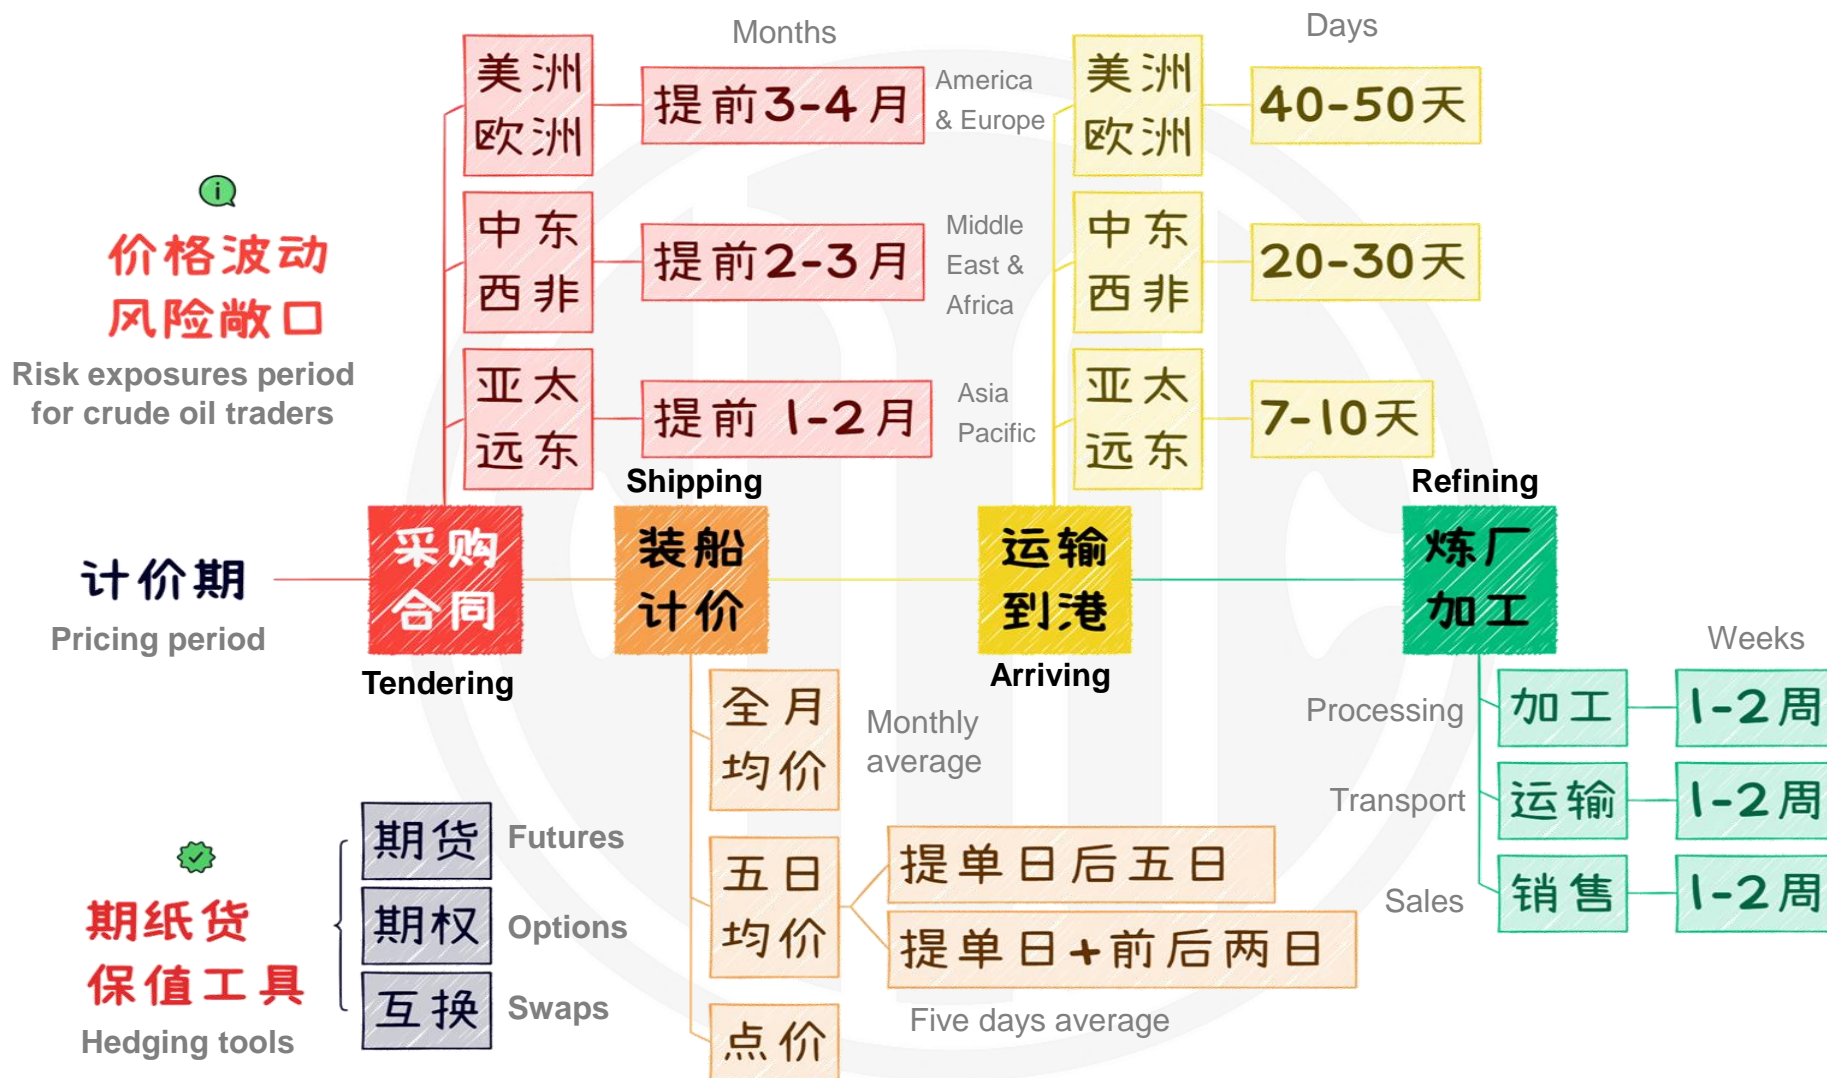 Months
Days
美洲
欧洲
提前3-4月
America
& Europe
美洲
欧洲
40-50天
中东
西非
提前2-3月
Middle
East &
Africa
中东
西非
20-30天
价格波动
风险敞口
Risk exposures period
for crude oil traders
亚太
远东
提前 1-2月
Asia
Pacific
亚太
远东
7-10天
Shipping
Refining
计价期
Pricing period
采购
合同
Tendering
装船
计价
运输
到港
Arriving
炼厂
加工
Weeks
全月
均价
Monthly
average
Processing
加工
1-2周
Transport
运输
1-2周
Sales
销售
1-2周
期纸货
保值工具
Hedging tools
期货
Futures
期权
Options
互换
Swaps
五日
均价
提单日后五日
提单日+前后两日
Five days average
点价